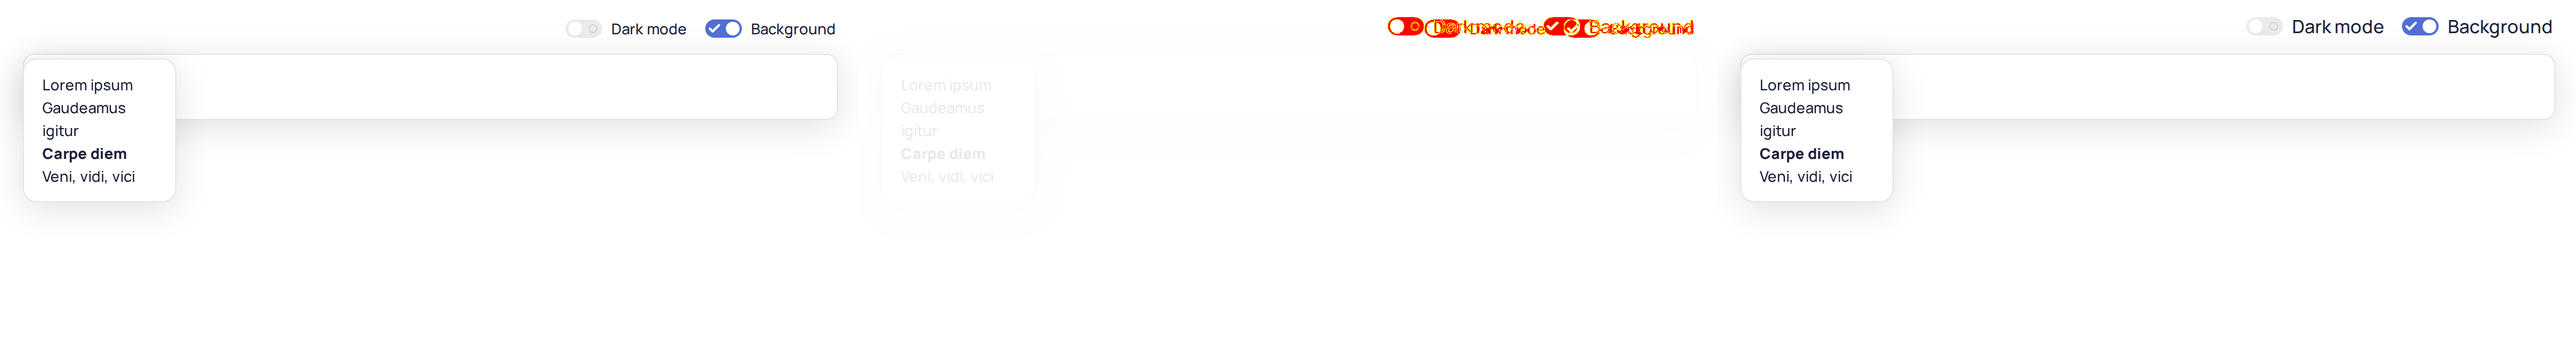 Dark mode Background
Lorem ipsum
Gaudeamus
igitur
Carpe diem
Veni, vidi, vici
Dark mode Background
Lorem ipsum
Gaudeamus
igitur
Carpe diem
Veni, vidi, vici
Dark mode Background
Lorem ipsum
Gaudeamus
igitur
Carpe diem
Veni, vidi, vici